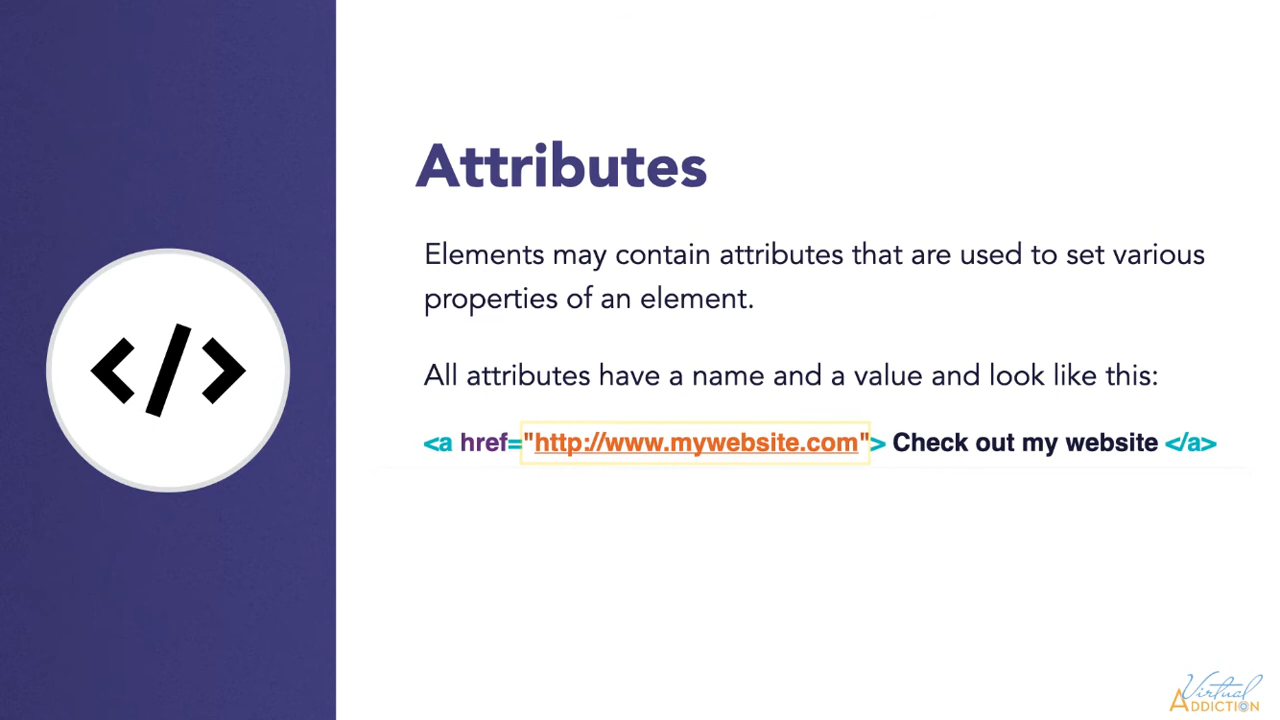 Attributes
Elements may contain attributes that are used to set various
properties of an element.
All attributes have a name and a value and look like this:
<a href="http://www.mywebsite.com"> Check out my website </a>
</>
Virtual
ADDICTION